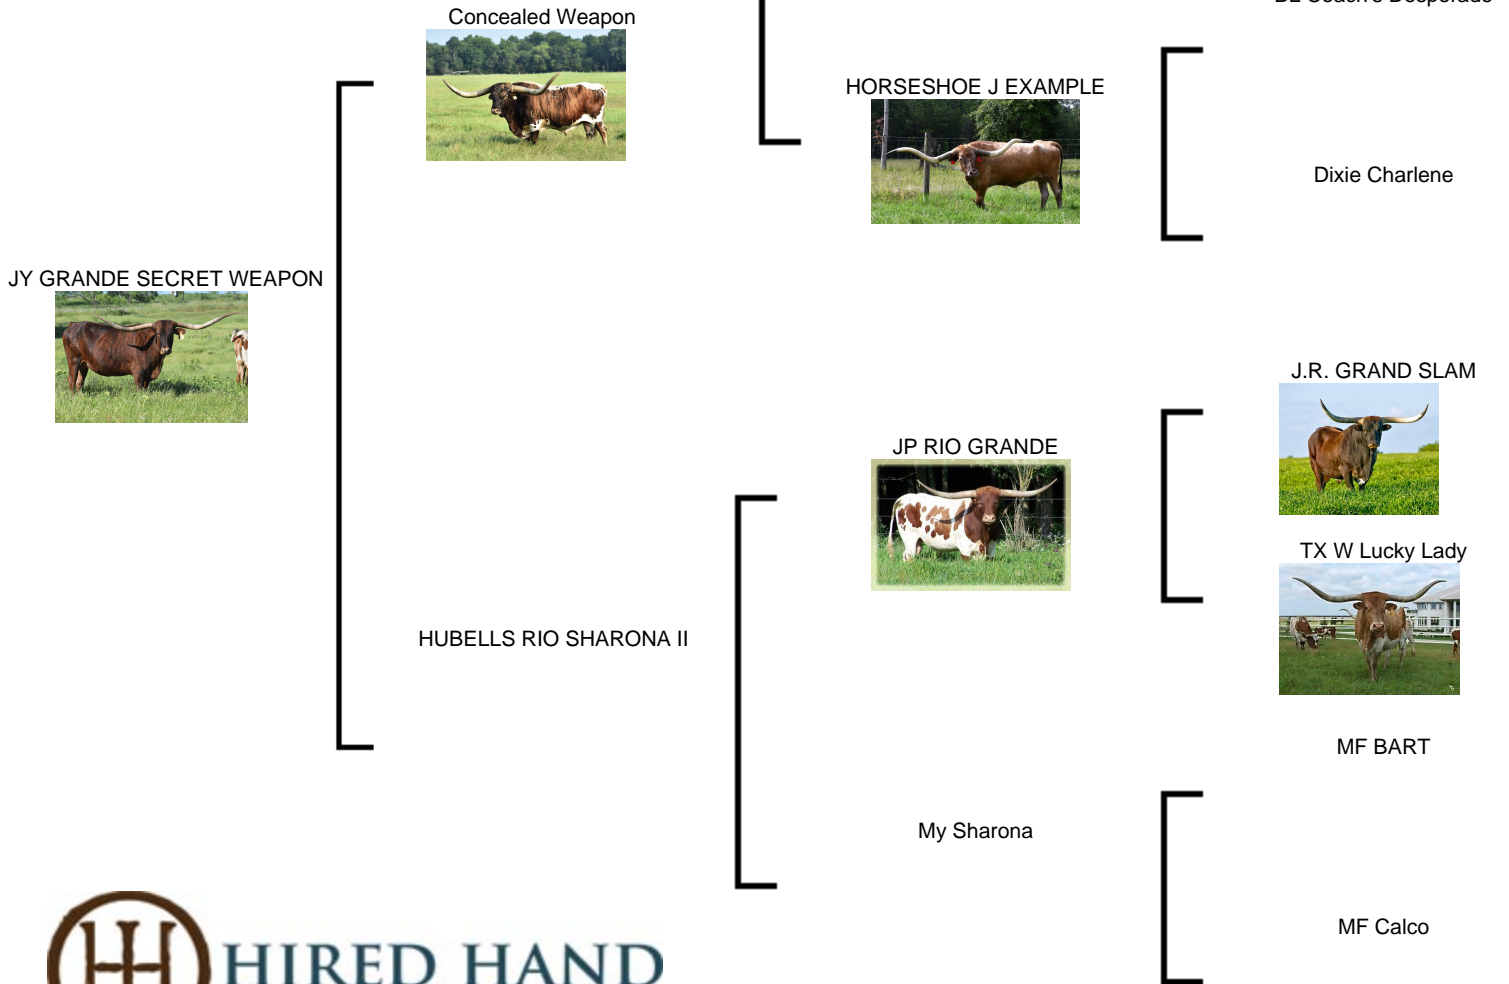 Concealed Weapon
HORSESHOE J EXAMPLE
Dixie Charlene
JY GRANDE SECRET WEAPON
J.R. GRAND SLAM
JP RIO GRANDE
TX W Lucky Lady
HUBELLS RIO SHARONA II
MF BART
My Sharona
MF Calco
HIRED HAND